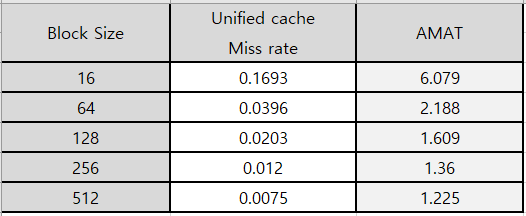 Block Size Unified cache Miss rate AMAT
16 0.1693 6.079
64 0.0396 2.188
128 0.0203 1.609
256 0.012 1.36
512 0.0075 1.225